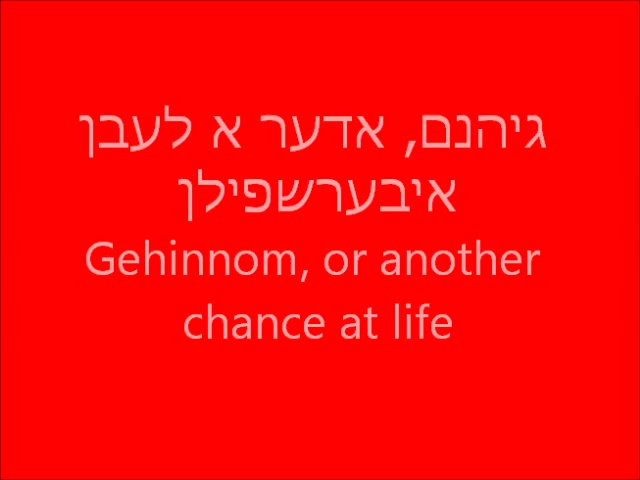 גיהנם, אדער א לעבן
איבערשפילן
Gehinnom, or another
chance at life